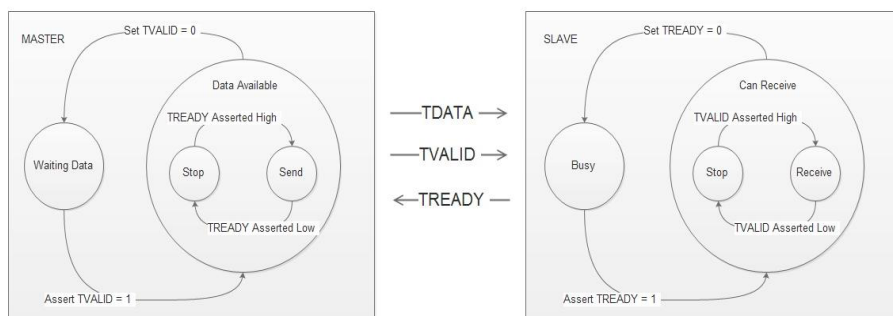 MASTER
Set TVALID = 0
Data Available
TREADY Asserted High
Waiting Data
Stop
Send
TREADY Asserted Low
Assert TVALID = 1
TDATA
TVALID
TREADY
SLAVE
Set TREADY = 0
Can Receive
TVALID Asserted High
Busy
Stop
Receive
TVALID Asserted Low
Assert TREADY = 1